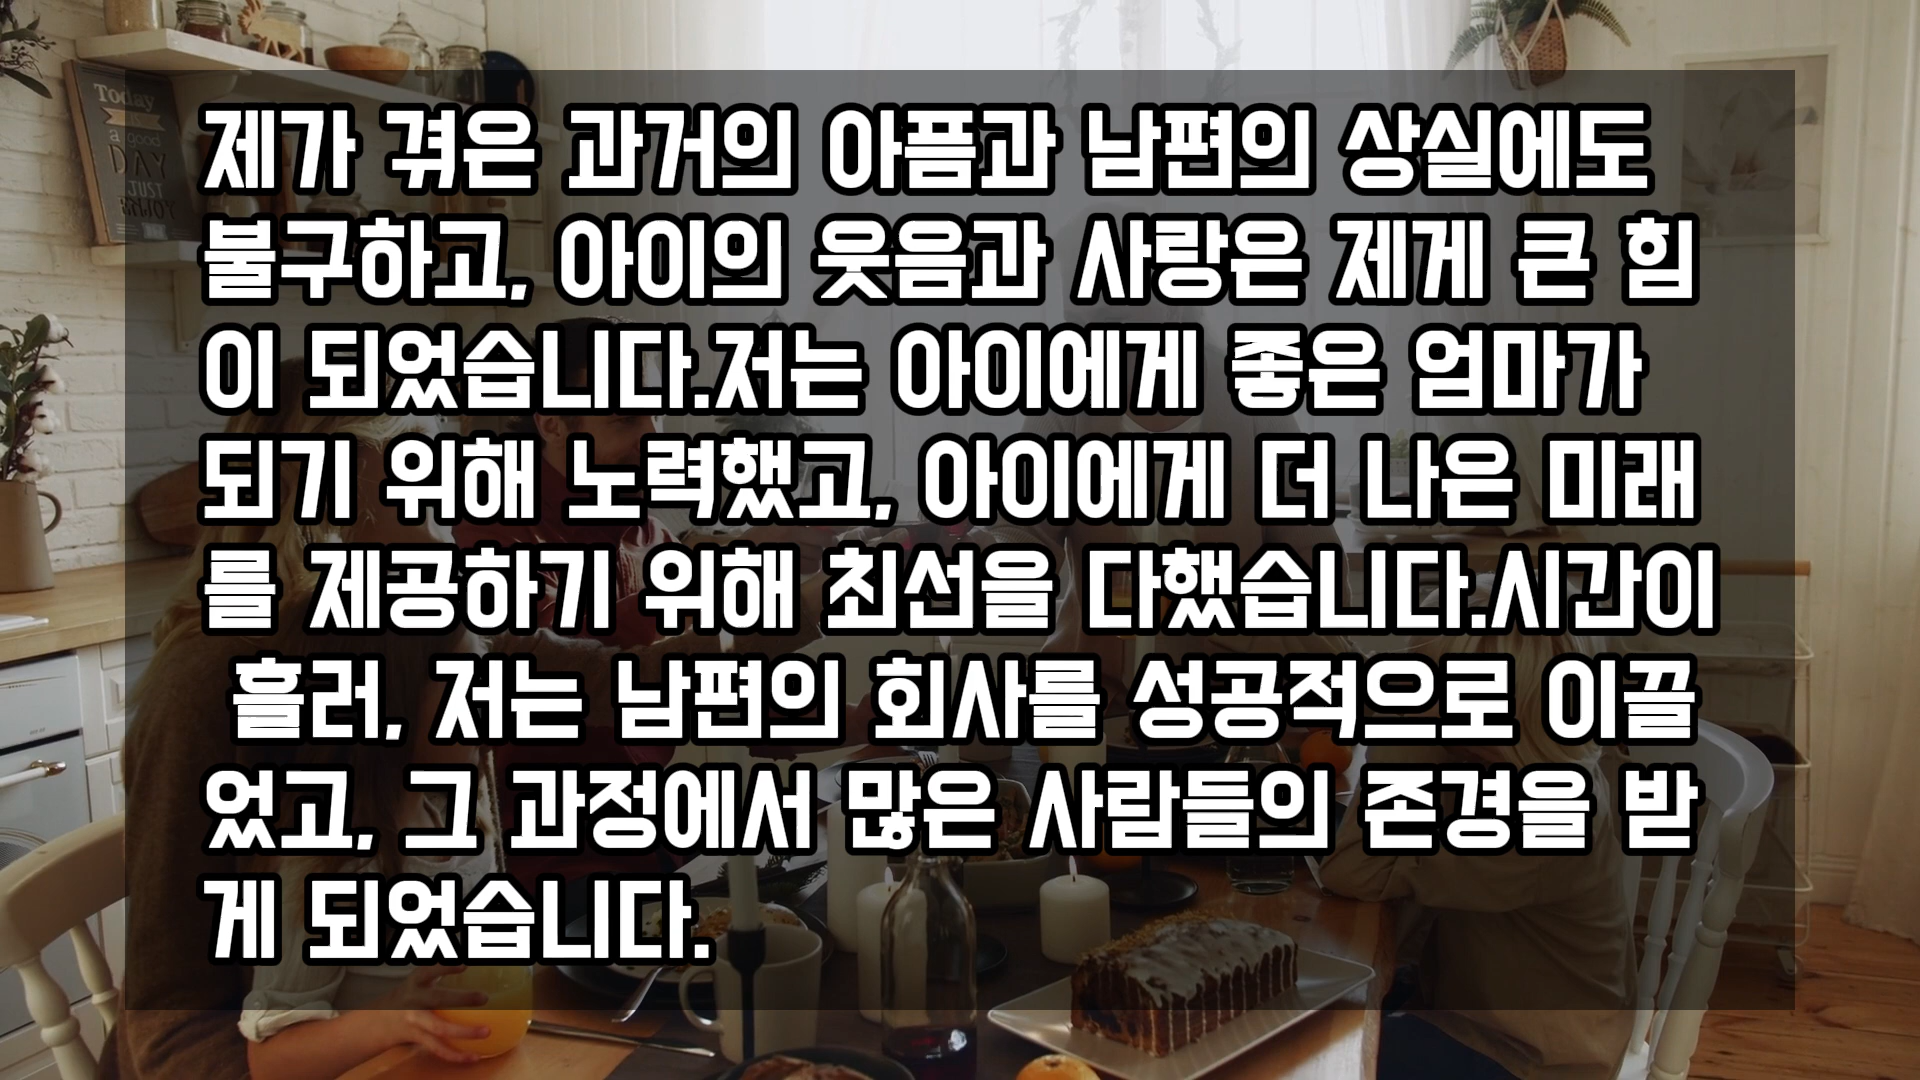 Today
is
a good
DAY
JUST
ENJOY
제가 겪은 과거의 아픔과 남편의 상실에도
불구하고, 아이의 웃음과 사랑은 제게 큰 힘
이 되었습니다.저는 아이에게 좋은 엄마가
되기 위해 노력했고, 아이에게 더 나은 미래
를 제공하기 위해 최선을 다했습니다.시간이
흘러, 저는 남편의 회사를 성공적으로 이끌
었고, 그 과정에서 많은 사람들의 존경을 받
게 되었습니다.